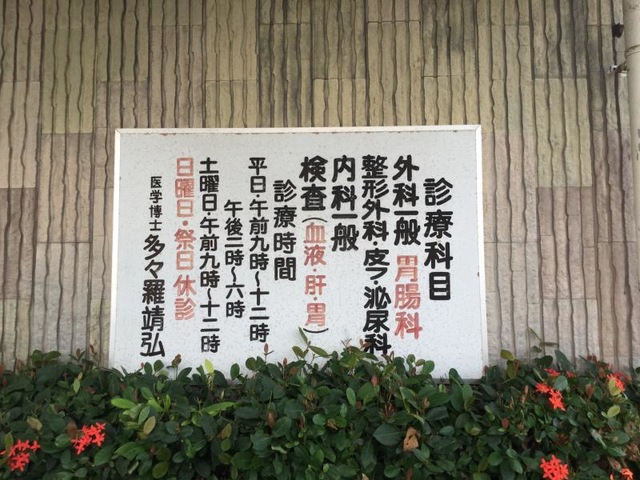 診療科目
外科一般 胃腸科
整形外科・皮フ・泌尿科
内科一般
検査(血液・肝・胃)
診療時間
平日・午前九時〜十二時
午後二時〜六時
土曜日・午前九時〜十二時
日曜日・祭日 休診
医学博士 多々羅靖弘